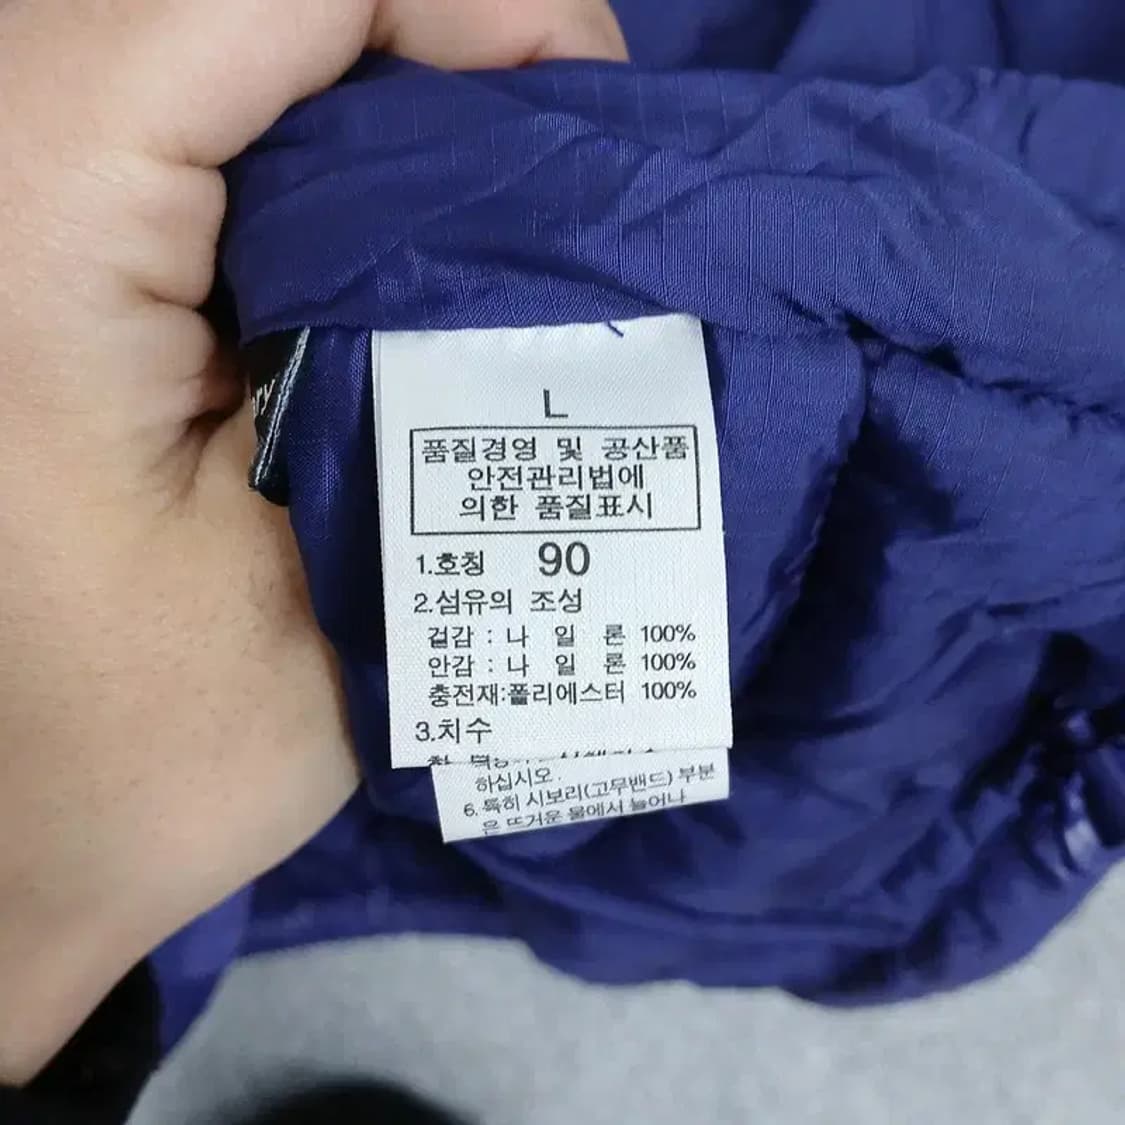 L
품질경영 및 공산품
안전관리법에
의한 품질표시
1.호칭 90
2.섬유의 조성
겉감 : 나 일 론 100%
안감 : 나 일 론 100%
충전재:폴리에스터 100%
3.치수
하십시오.
6. 특히 시보리(고무밴드) 부분
은 뜨거운 물에서 늘어나